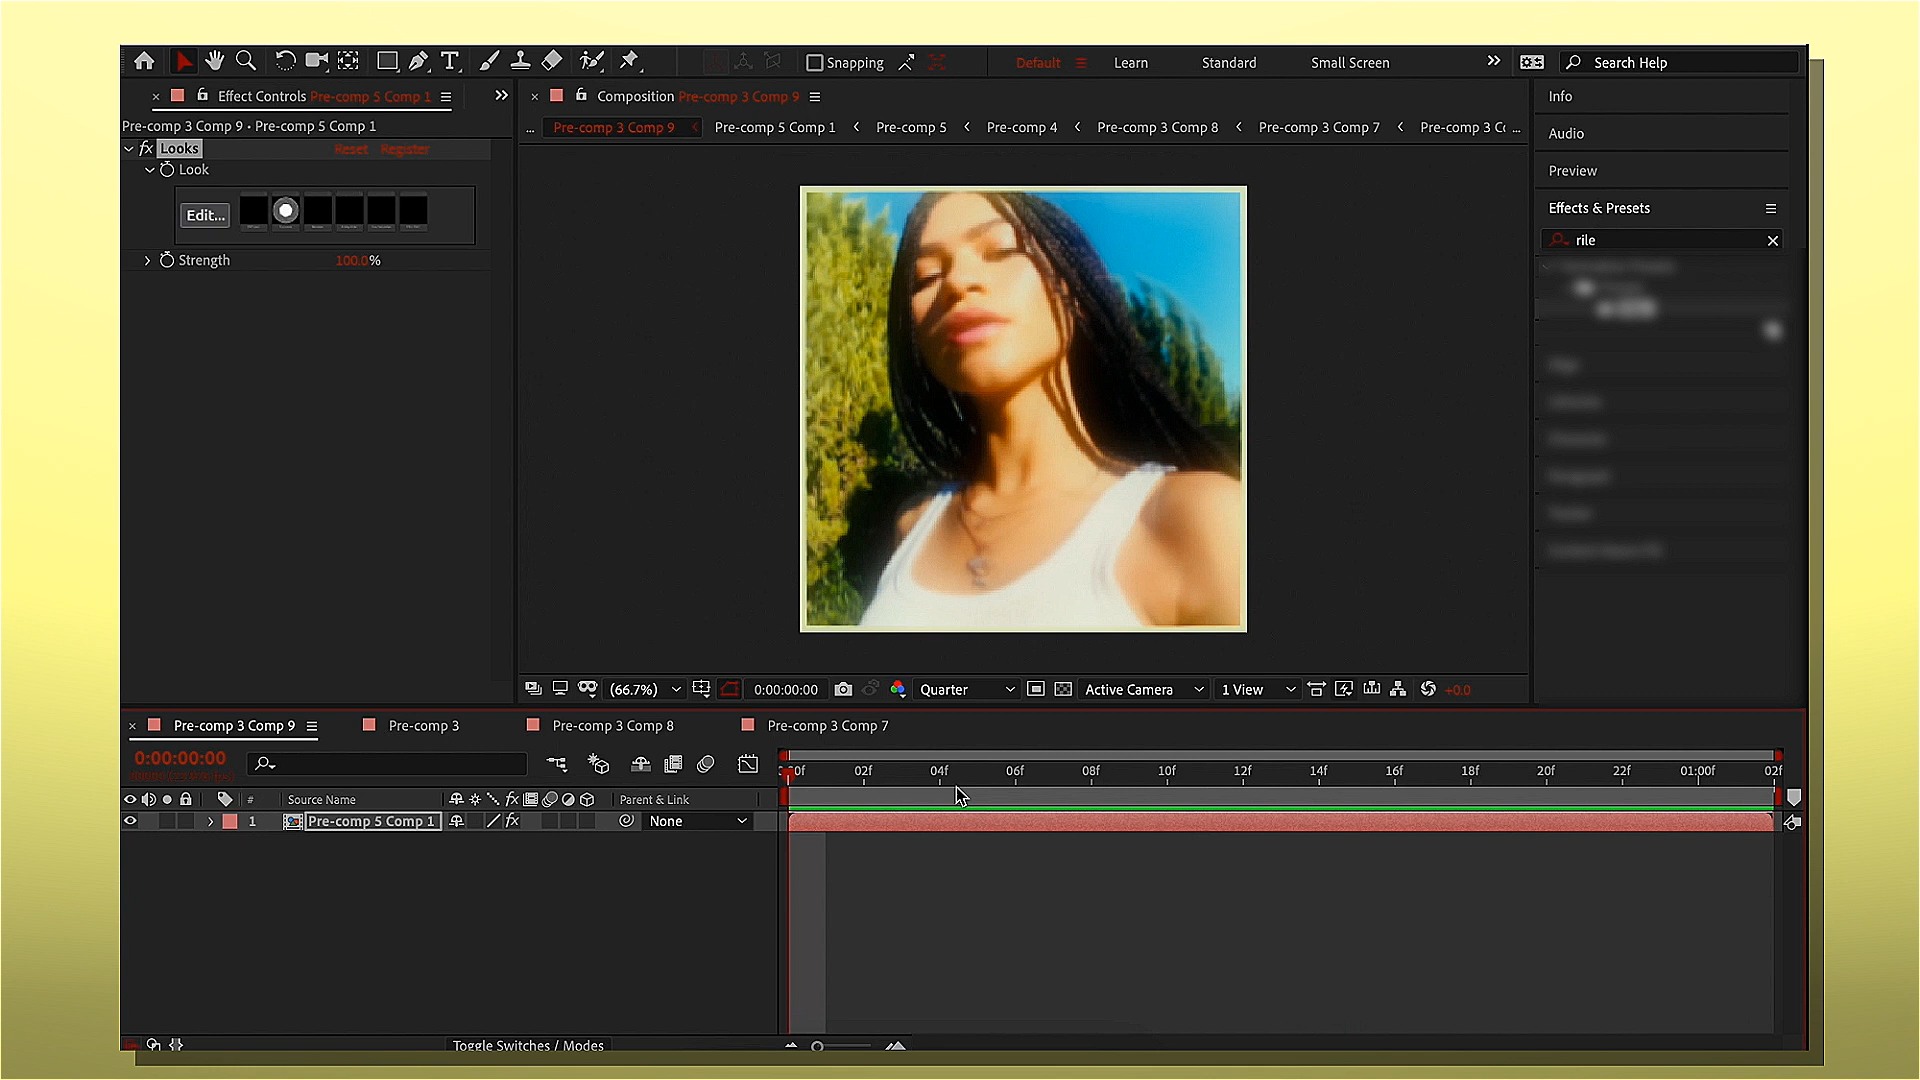 Snapping
Default
Learn
Standard
Small Screen
Search Help
Effect Controls Pre-comp 5 Comp 1
Composition Pre-comp 3 Comp 9
Info
Pre-comp 3 Comp 9 • Pre-comp 5 Comp 1
... Pre-comp 3 Comp 9 Pre-comp 5 Comp 1 Pre-comp 5 Pre-comp 4 Pre-comp 3 Comp 8 Pre-comp 3 Comp 7 Pre-comp 3 Cc ...
Audio
fx Looks Reset Register
Look
Preview
Edit...
Effects & Presets
rile
Strength 100.0%
(66.7%)
0:00:00:00
Quarter
Active Camera
1 View
+0.0
Pre-comp 3 Comp 9
Pre-comp 3
Pre-comp 3 Comp 8
Pre-comp 3 Comp 7
0:00:00:00
02f 04f 06f 08f 10f 12f 14f 16f 18f 20f 22f 01:00f 02f
# Source Name fx Parent & Link
1 Pre-comp 5 Comp 1 fx None
Toggle Switches / Modes